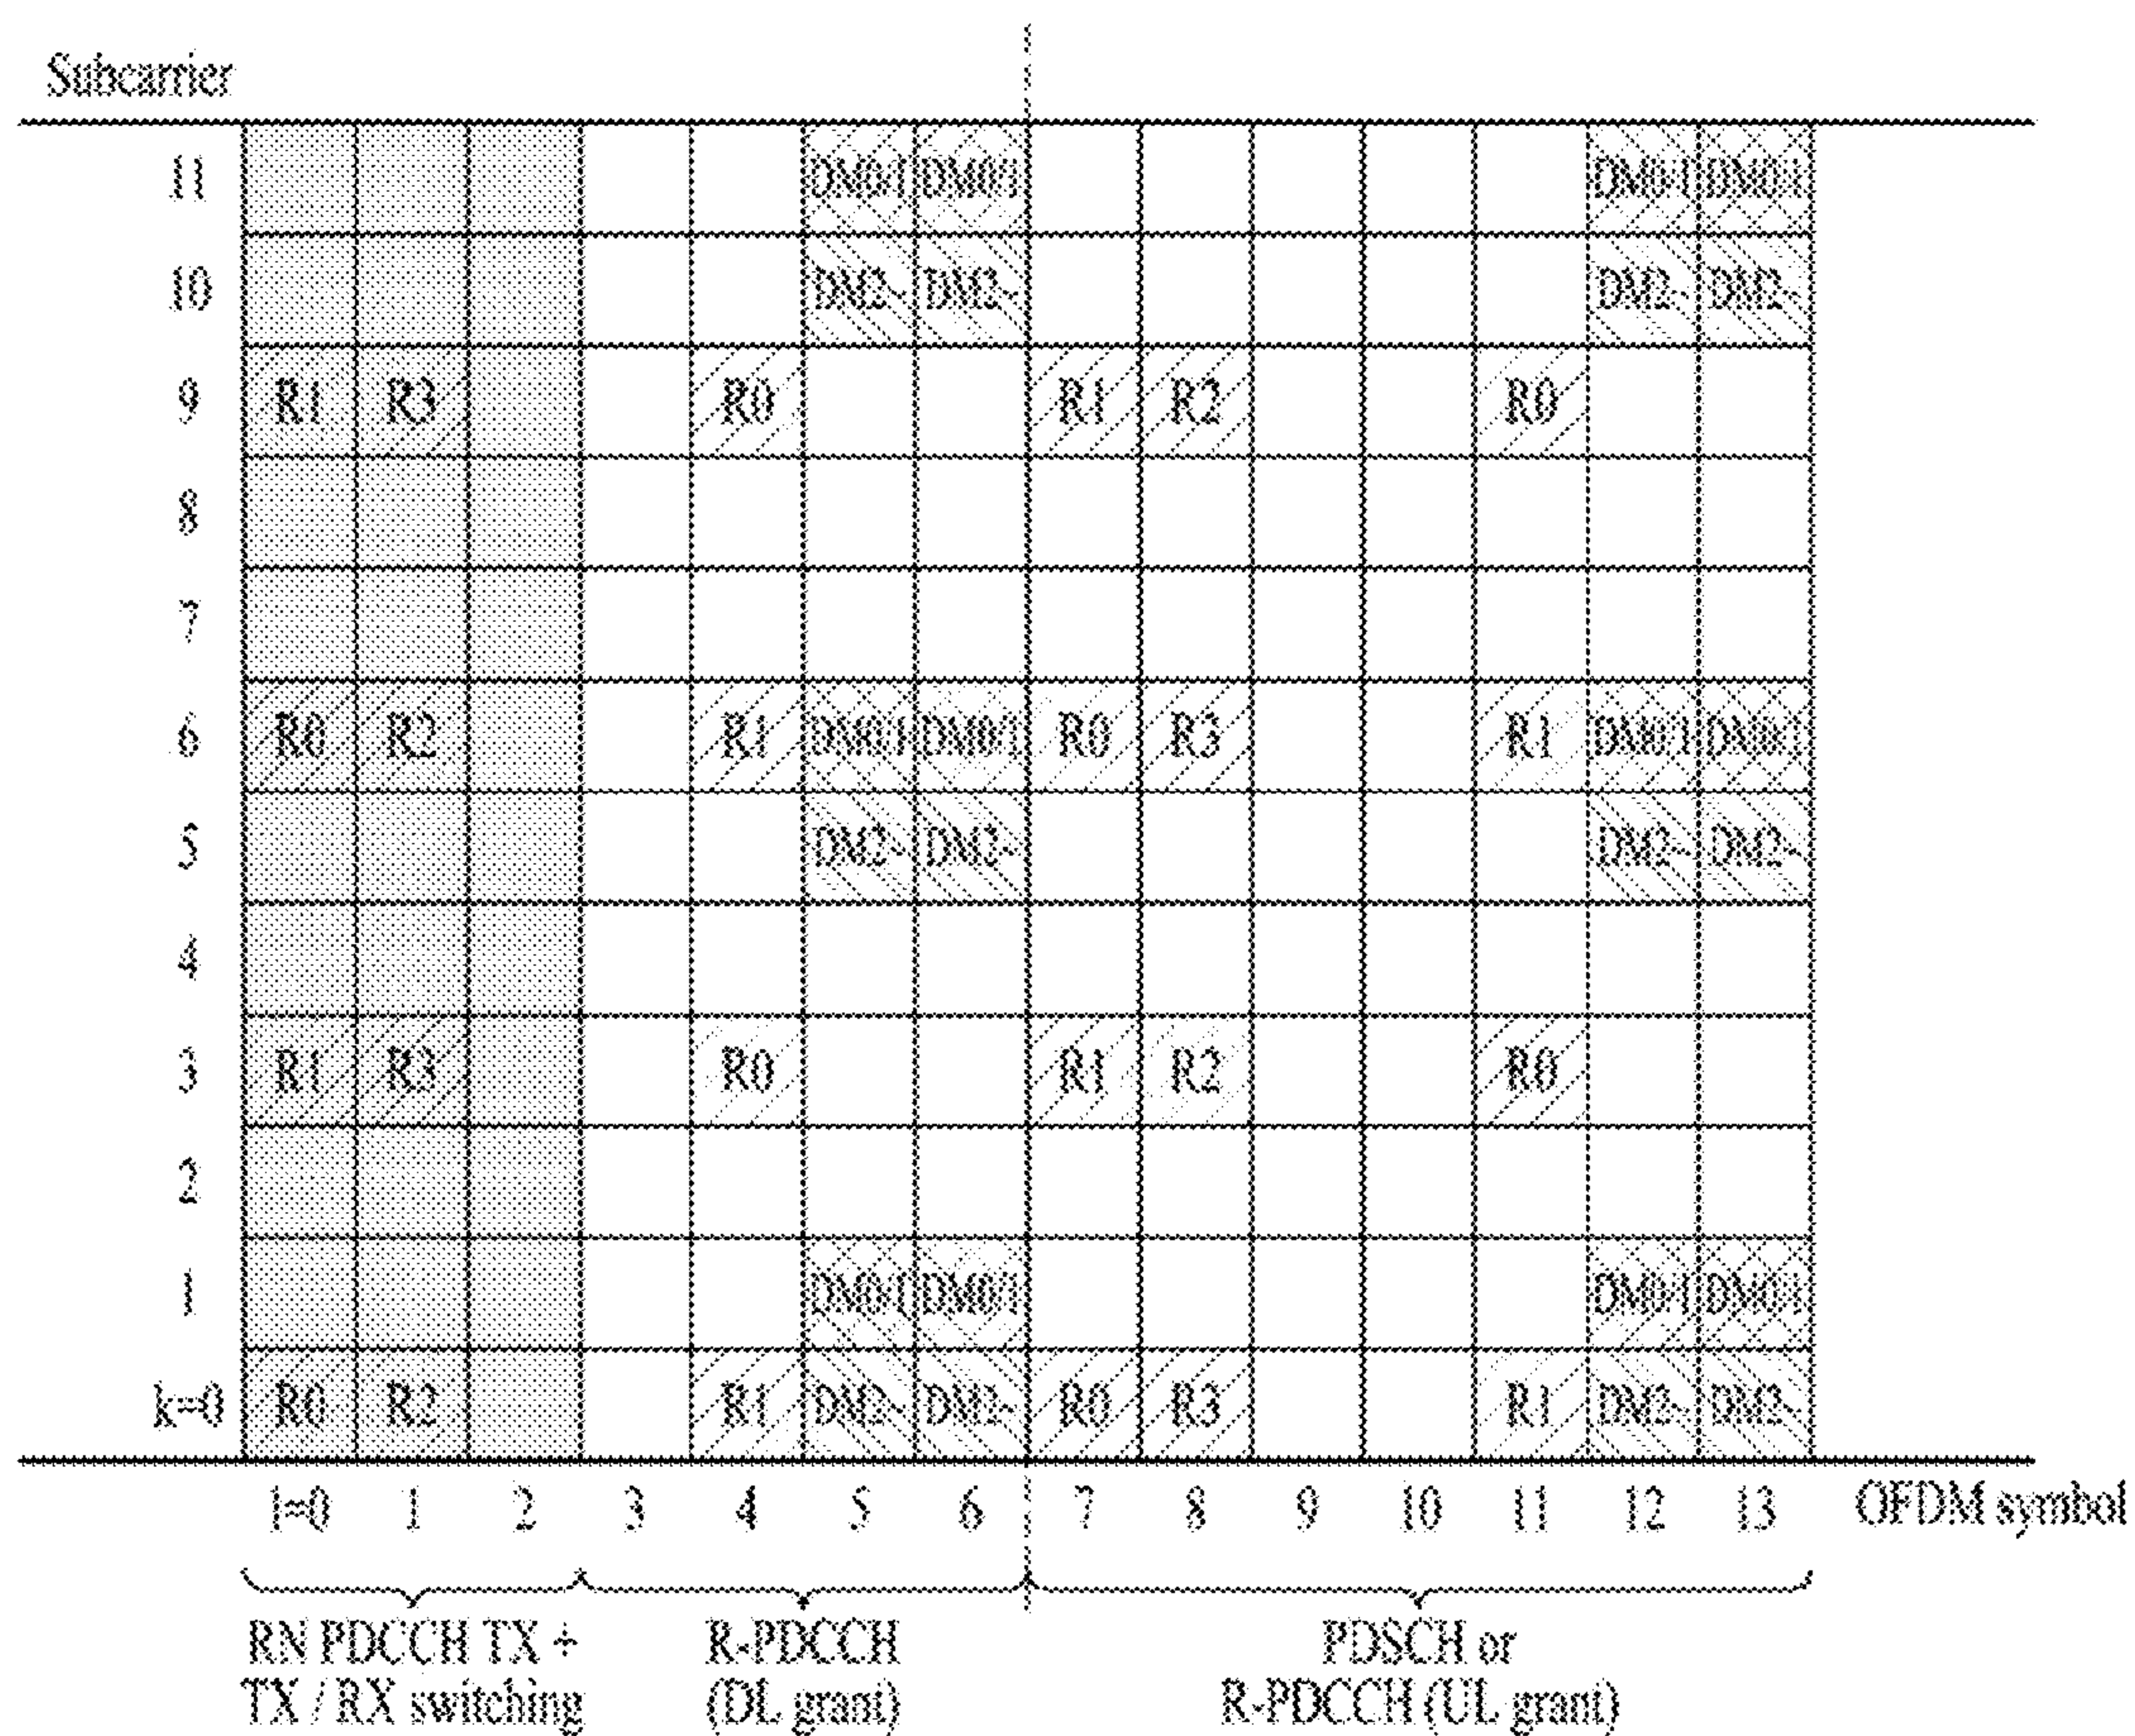 Subcarrier
11 DM0/1 DM0/1 DM0/1 DM0/1
10 DM2~ DM2~ DM2~ DM2~
9 R1 R3 R0 R1 R2 R0
8
7
6 R0 R2 R1 DM0/1 DM0/1 R0 R3 R1 DM0/1 DM0/1
5 DM2~ DM2~ DM2~ DM2~
4
3 R1 R3 R0 R1 R2 R0
2
1 DM0/1 DM0/1 DM0/1 DM0/1
k=0 R0 R2 R1 DM2~ DM2~ R0 R3 R1 DM2~ DM2~
l=0 1 2 3 4 5 6 7 8 9 10 11 12 13 OFDM symbol
RN PDCCH TX + R-PDCCH PDSCH or
TX / RX switching (DL grant) R-PDCCH (UL grant)